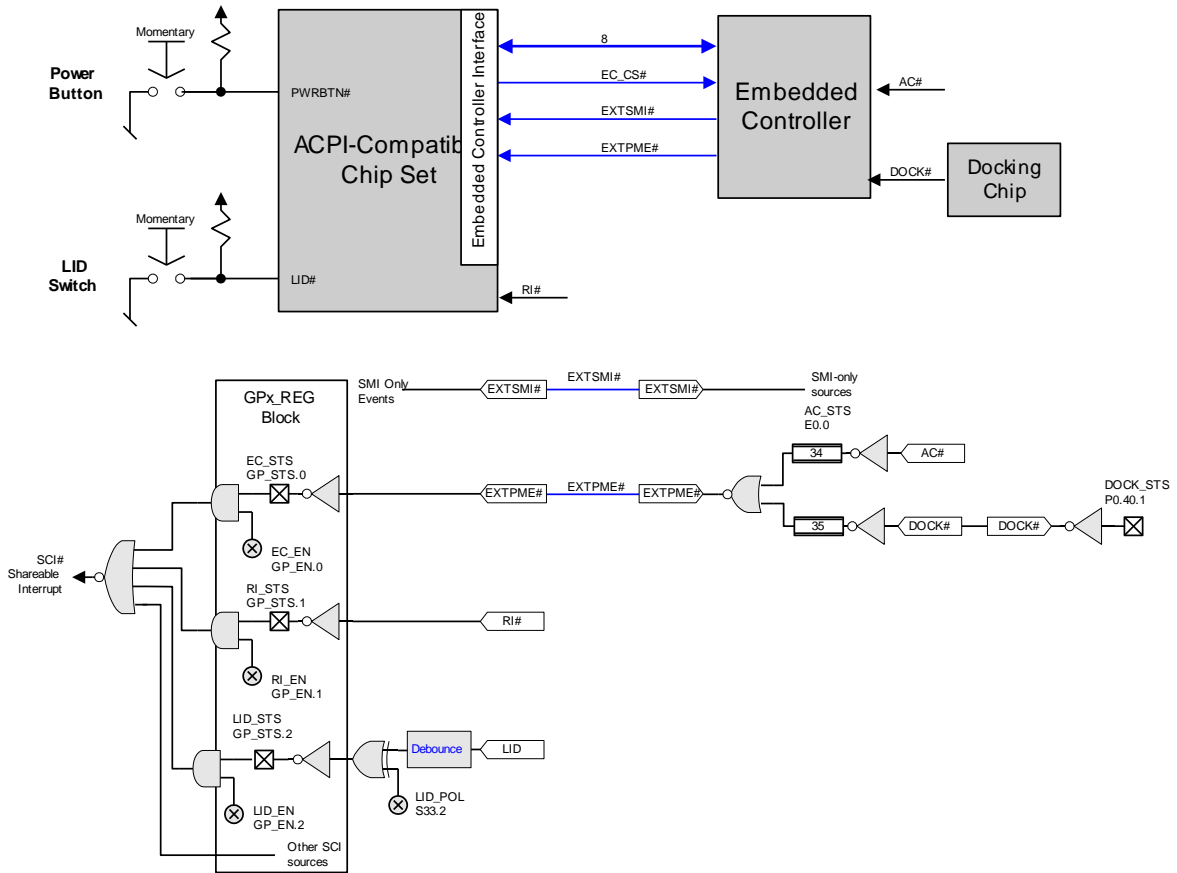 Momentary
Power
Button
PWRBTN#
ACPI-Compatib
Chip Set
Embedded Controller Interface
8
EC_CS#
EXTSMI#
EXTPME#
Embedded
Controller
AC#
DOCK#
Docking
Chip
Momentary
LID
Switch
LID#
RI#
GPx_REG
Block
SMI Only
Events
EXTSMI#
EXTSMI#
EXTSMI#
SMI-only
sources
AC_STS
E0.0
34
AC#
EC_STS
GP_STS.0
EXTPME#
EXTPME#
EXTPME#
DOCK_STS
P0.40.1
35
DOCK#
DOCK#
EC_EN
GP_EN.0
SCI#
Shareable
Interrupt
RI_STS
GP_STS.1
RI#
RI_EN
GP_EN.1
LID_STS
GP_STS.2
Debounce
LID
LID_POL
S33.2
LID_EN
GP_EN.2
Other SCI
sources